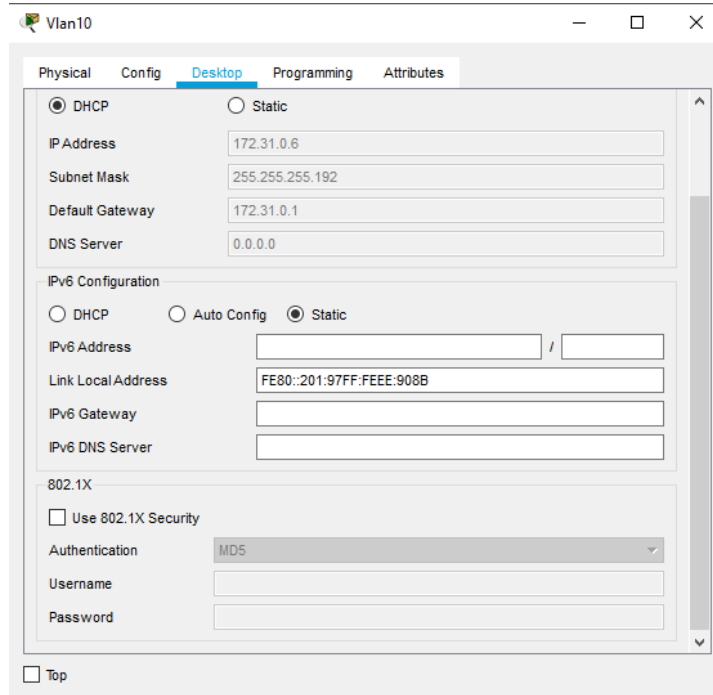 Vlan10
Physical Config Desktop Programming Attributes
DHCP Static
IP Address 172.31.0.6
Subnet Mask 255.255.255.192
Default Gateway 172.31.0.1
DNS Server 0.0.0.0
IPv6 Configuration
DHCP Auto Config Static
IPv6 Address /
Link Local Address FE80::201:97FF:FEEE:908B
IPv6 Gateway
IPv6 DNS Server
802.1X
Use 802.1X Security
Authentication MD5
Username
Password
Top